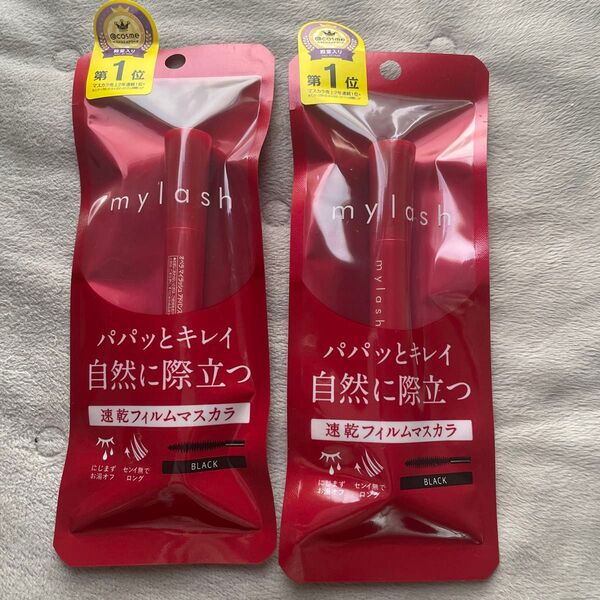 @cosme
殿堂入り
第1位
mylash
パパッとキレイ
自然に際立つ
速乾フィルムマスカラ
にじまず
お湯オフ
センイ無で
ロング
BLACK
@cosme
殿堂入り
第1位
mylash
mylash
パパッとキレイ
自然に際立つ
速乾フィルムマスカラ
にじまず
お湯オフ
センイ無で
ロング
BLACK